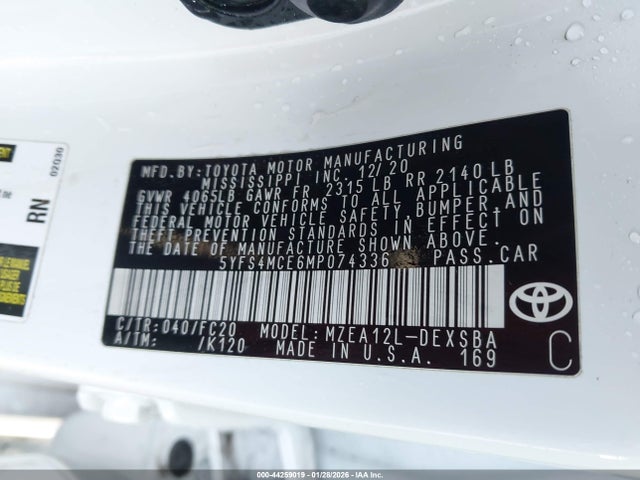 MFD.BY:TOYOTA MOTOR MANUFACTURING
MISSISSIPPI INC. 12/20
GVWR 4065LB GAWR FR 2315 LB RR 2140 LB
THIS VEHICLE CONFORMS TO ALL APPLICABLE
FEDERAL MOTOR VEHICLE SAFETY,BUMPER,AND
THEFT PREVENTION STANDARDS IN EFFECT ON
THE DATE OF MANUFACTURE SHOWN ABOVE.
5YFS4MCE6MP074336 PASS.CAR
C/TR:040/FC20 MODEL:MZEA12L-DEXSBA
A/TM: /K120 MADE IN U.S.A. 169
C
RN
02030
000-44259019 - 01/28/2026 - IAA Inc.